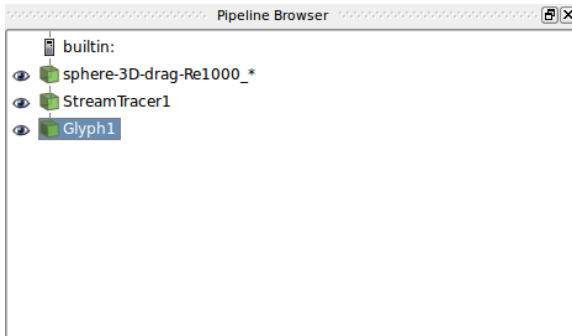 Pipeline Browser
builtin:
sphere-3D-drag-Re1000_*
StreamTracer1
Glyph1